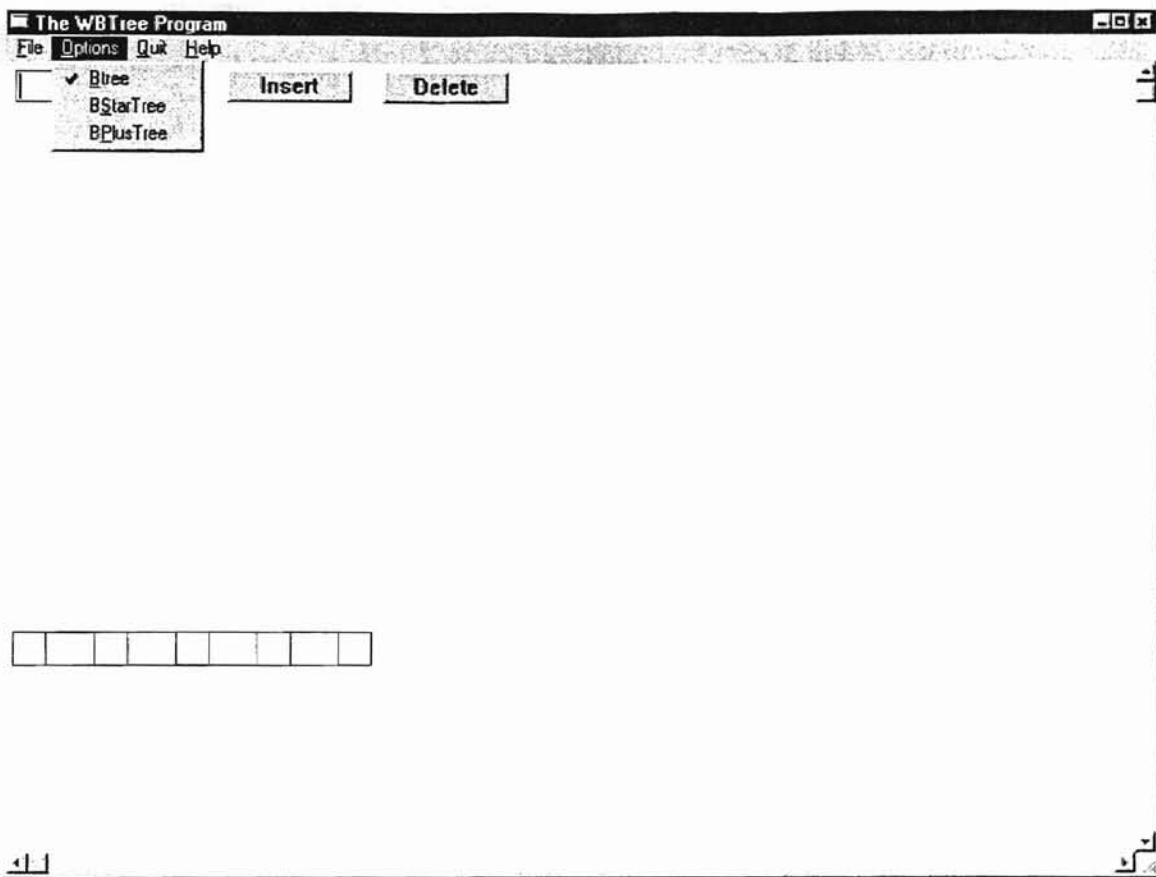 The WBTree Program
File Options Quit Help
Btree
BStarTree
BPlusTree
Insert Delete